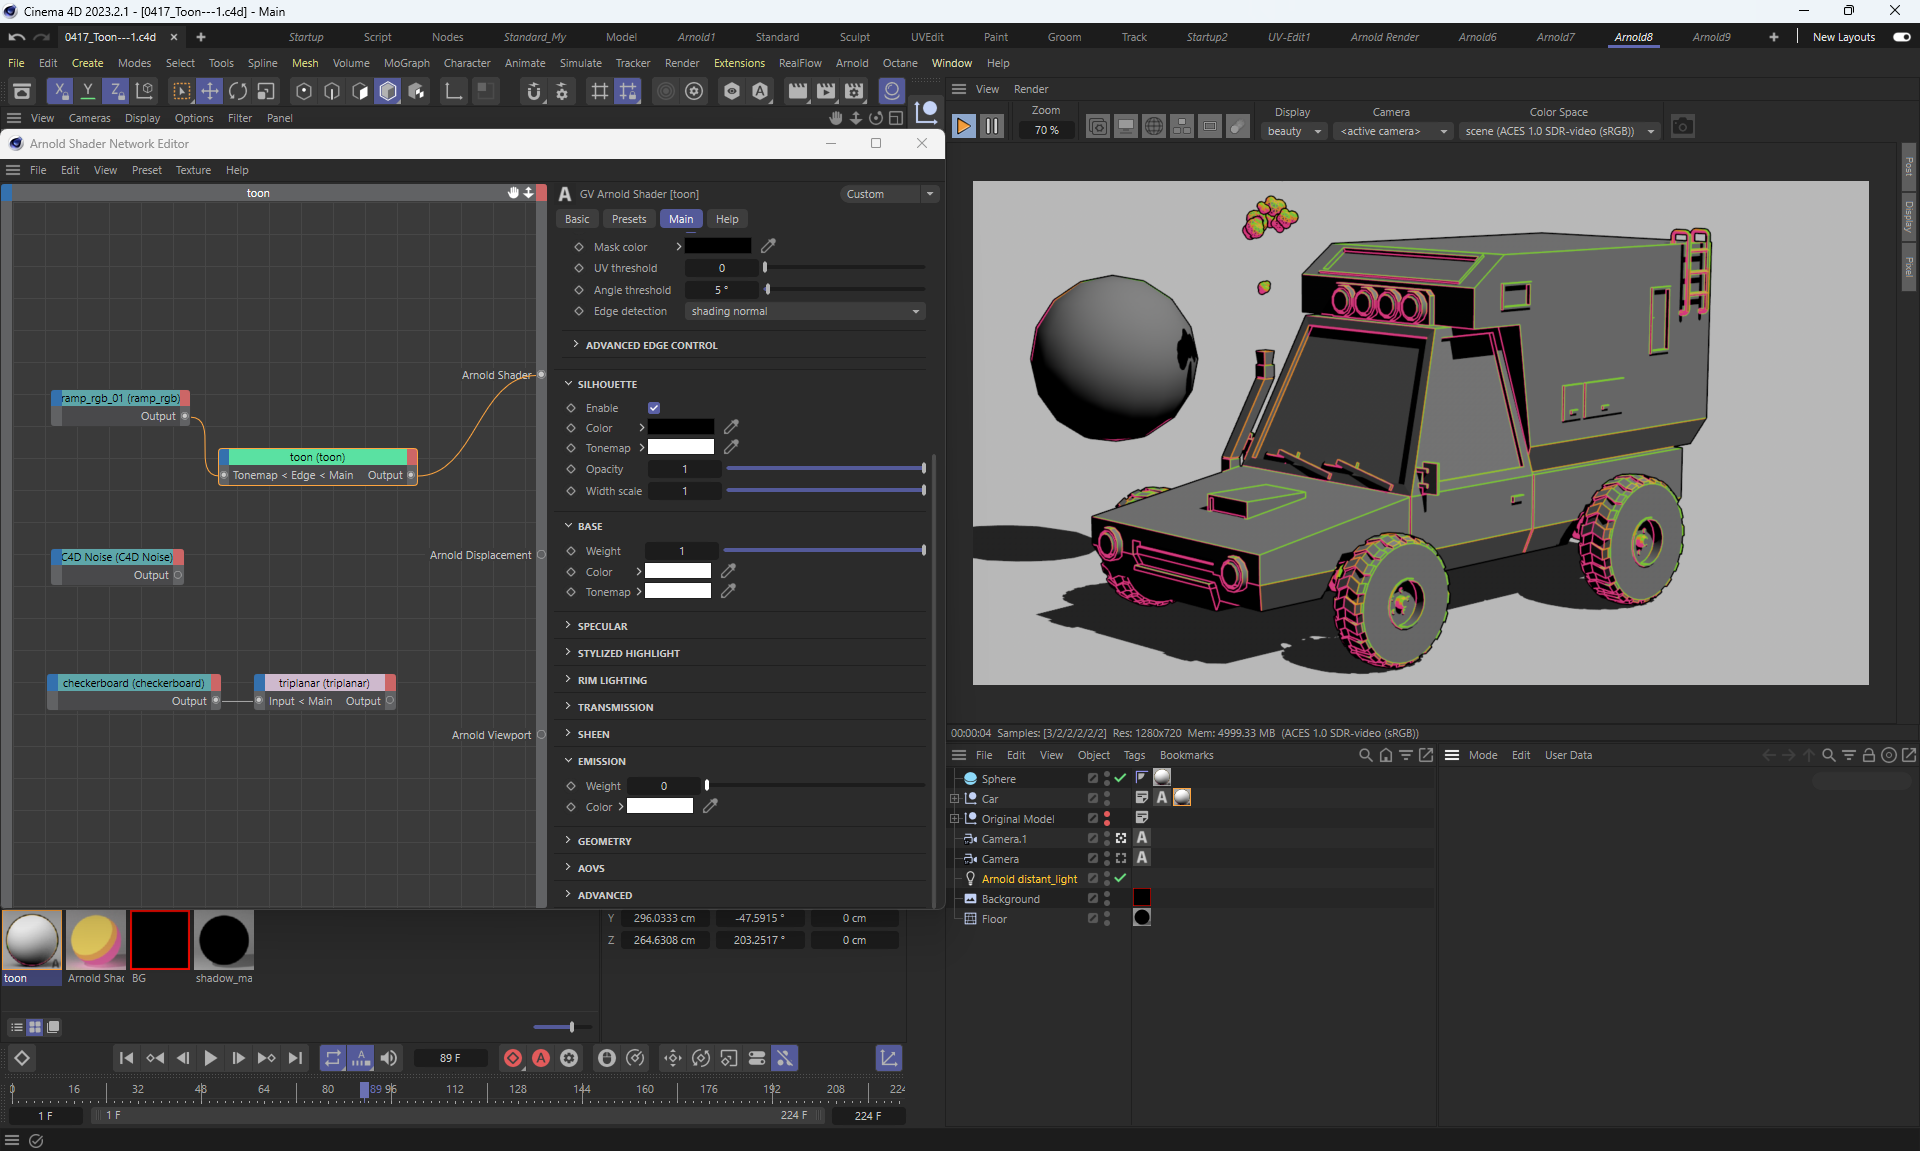 Cinema 4D 2023.2.1 - [0417_Toon---1.c4d] - Main
0417_Toon---1.c4d
Startup Script Nodes Standard_My Model Arnold1 Standard Sculpt UVEdit Paint Groom Track Startup2 UV-Edit1 Arnold Render Arnold6 Arnold7 Arnold8 Arnold9 New Layouts
File Edit Create Modes Select Tools Spline Mesh Volume MoGraph Character Animate Simulate Tracker Render Extensions RealFlow Arnold Octane Window Help
X Y Z
View Render
View Cameras Display Options Filter Panel
Zoom
70 %
Display
beauty
Camera
<active camera>
Color Space
scene (ACES 1.0 SDR-video (sRGB))
Post
Display
Pixel
Arnold Shader Network Editor
File Edit View Preset Texture Help
toon
Arnold Shader
ramp_rgb_01 (ramp_rgb)
Output
toon (toon)
Tonemap < Edge < Main Output
Arnold Displacement
C4D Noise (C4D Noise)
Output
checkerboard (checkerboard)
Output
triplanar (triplanar)
Input < Main Output
Arnold Viewport
GV Arnold Shader [toon]
Custom
Basic Presets Main Help
Mask color
UV threshold 0
Angle threshold 5 °
Edge detection shading normal
ADVANCED EDGE CONTROL
SILHOUETTE
Enable
Color
Tonemap
Opacity 1
Width scale 1
BASE
Weight 1
Color
Tonemap
SPECULAR
STYLIZED HIGHLIGHT
RIM LIGHTING
TRANSMISSION
SHEEN
EMISSION
Weight 0
Color
GEOMETRY
AOVS
ADVANCED
00:00:04 Samples: [3/2/2/2/2/2] Res: 1280x720 Mem: 4999.33 MB (ACES 1.0 SDR-video (sRGB))
File Edit View Object Tags Bookmarks
Mode Edit User Data
Sphere
Car
Original Model
Camera.1
Camera
Arnold distant_light
Background
Floor
Y 296.0333 cm -47.5915 ° 0 cm
Z 264.6308 cm 203.2517 ° 0 cm
toon
Arnold Shac
BG
shadow_ma
89 F
16 32 48 64 80 89 96 112 128 144 160 176 192 208 224
1 F
1 F
224 F
224 F